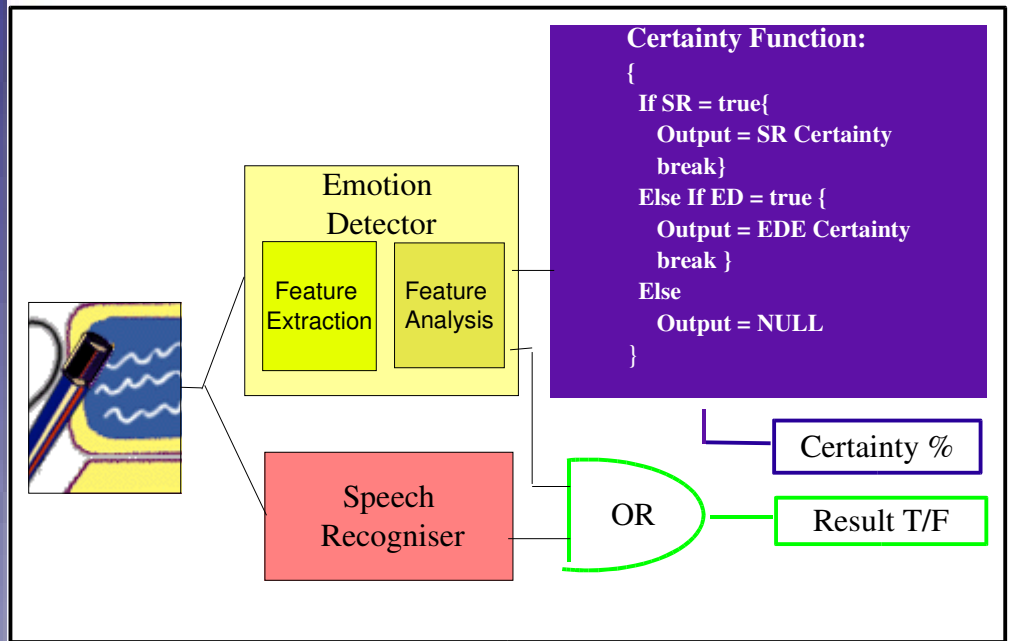 Certainty Function:
{
If SR = true{
Output = SR Certainty
break}
Else If ED = true {
Output = EDE Certainty
break }
Else
Output = NULL
}
Emotion
Detector
Feature
Extraction
Feature
Analysis
Speech
Recogniser
OR
Certainty %
Result T/F